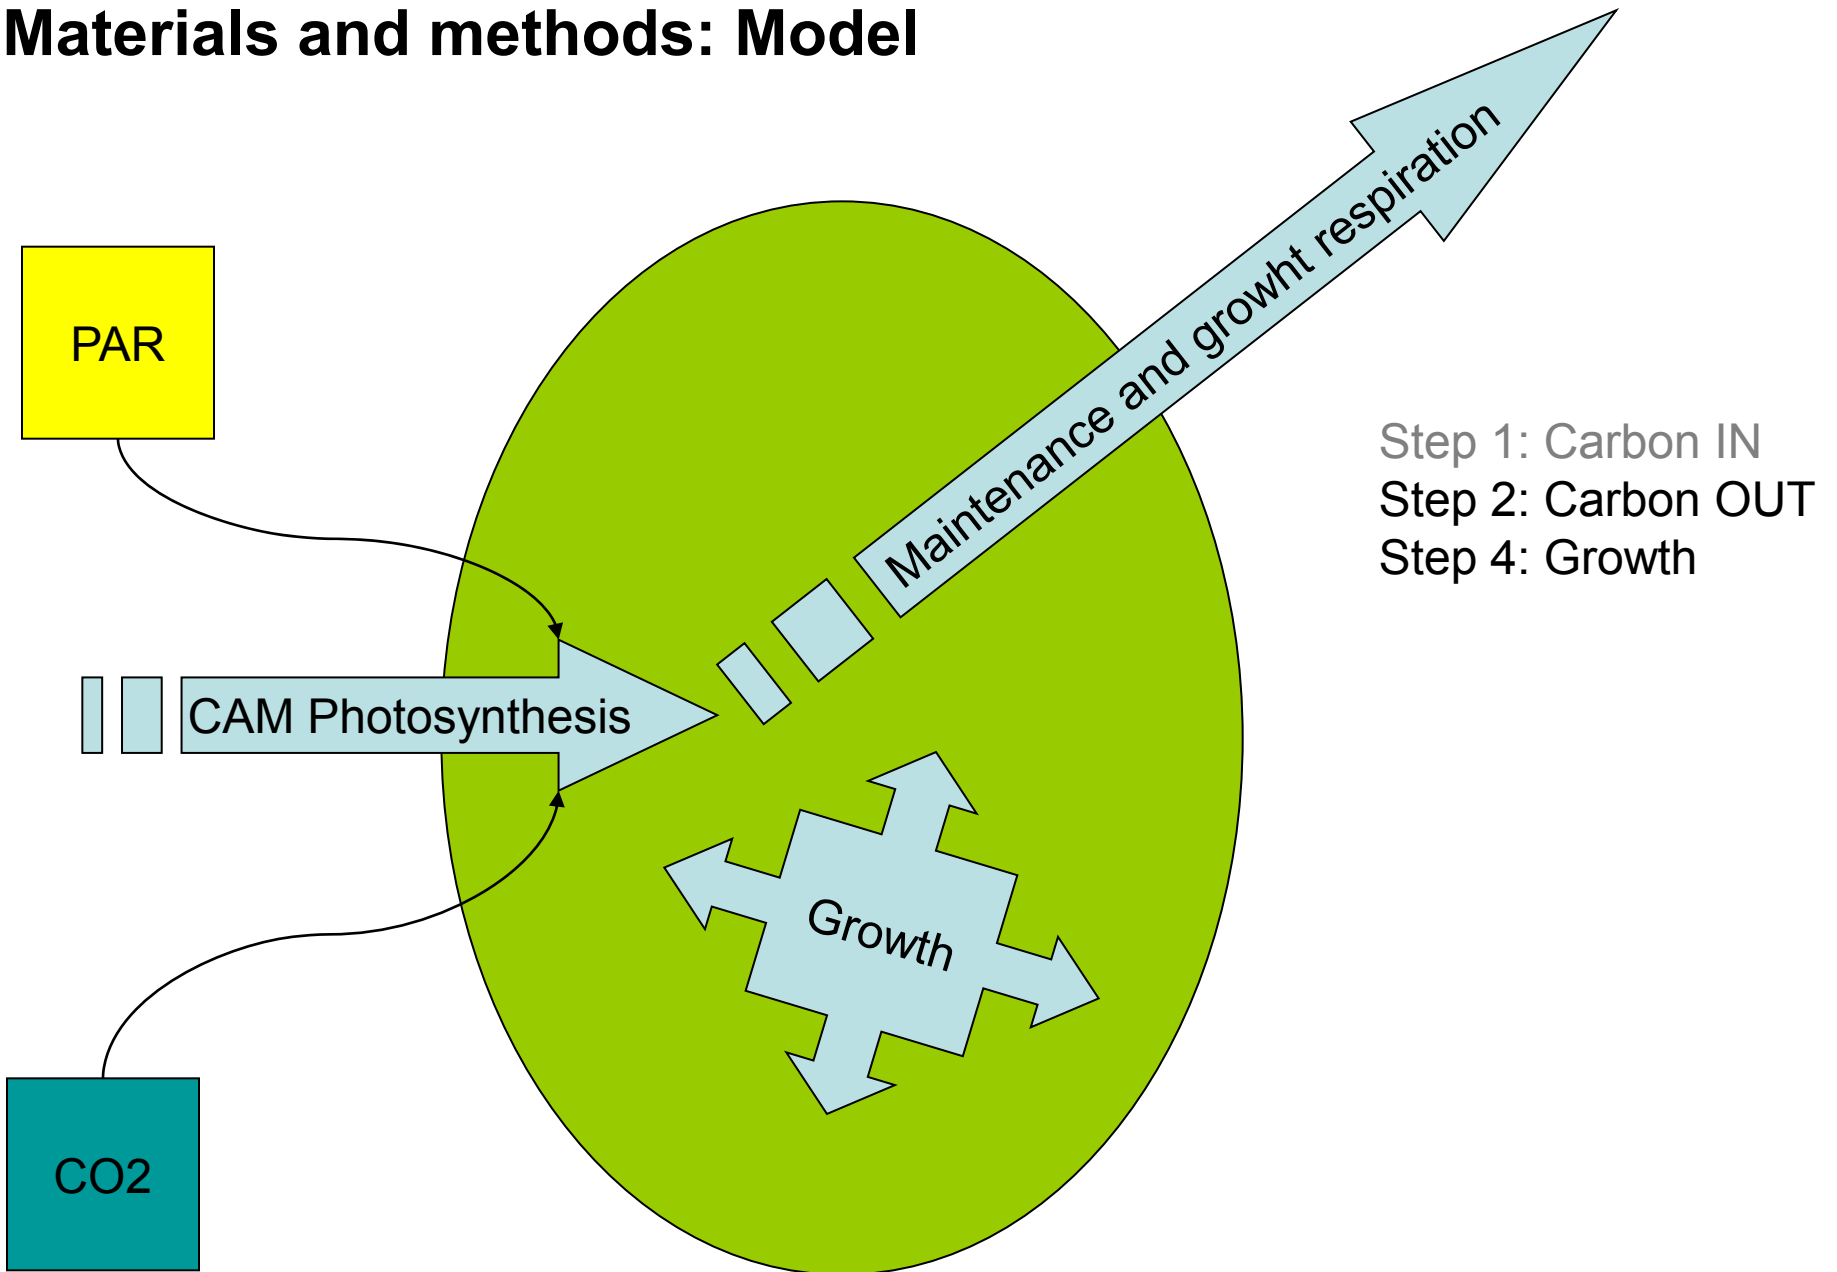 Materials and methods: Model
Maintenance and growht respiration
PAR
Step 1: Carbon IN
Step 2: Carbon OUT
Step 4: Growth
CAM Photosynthesis
Growth
CO2